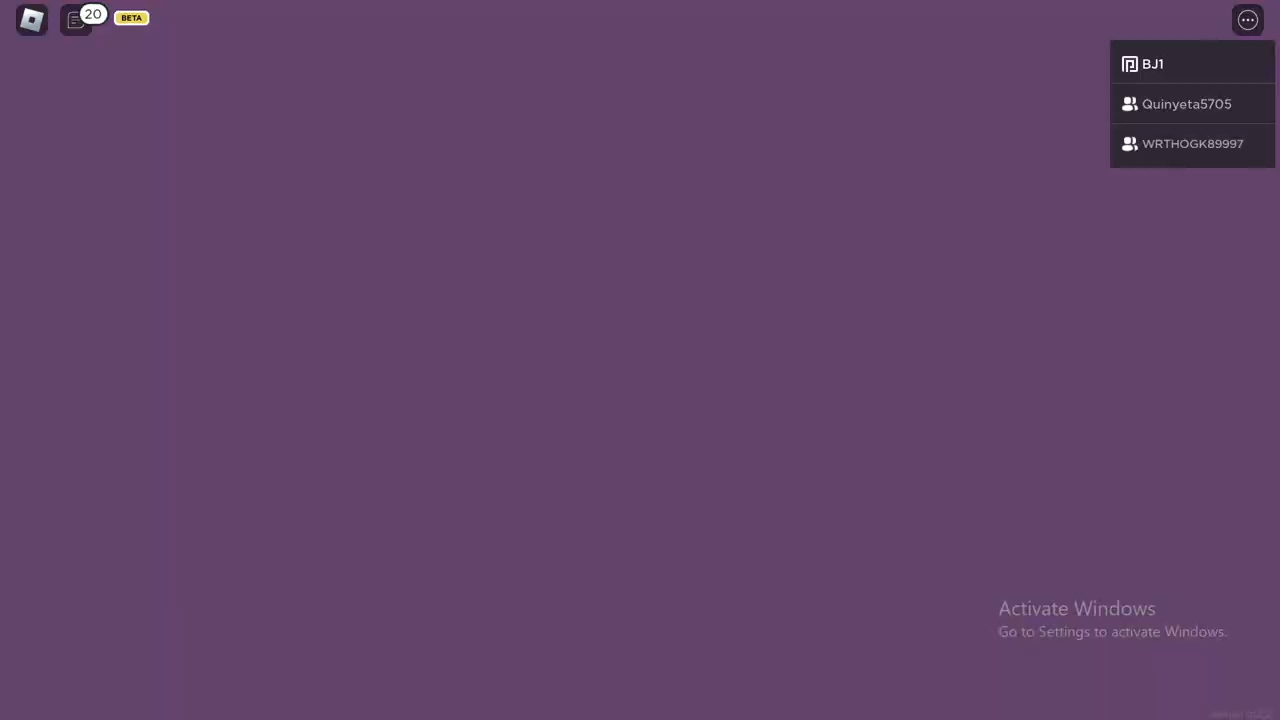 20
BETA
BJ1
Quinyeta5705
WRTHOGK89997
Activate Windows
Go to Settings to activate Windows.